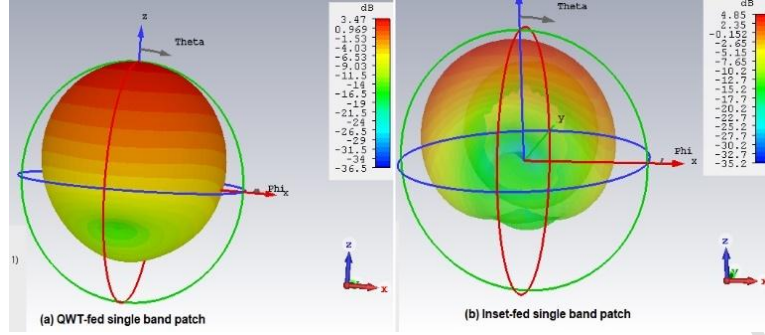 dB
3.47
0.969
-1.53
-4.03
-6.53
-9.03
-11.5
-14
-16.5
-19
-21.5
-24
-26.5
-29
-31.5
-34
-36.5
z
Theta
Phi
x
z
x
(a) QWT-fed single band patch
dB
4.85
2.35
-0.152
-2.65
-5.15
-7.65
-10.2
-12.7
-15.2
-17.7
-20.2
-22.7
-25.2
-27.7
-30.2
-32.7
-35.2
Theta
y
Phi
x
z
y
x
(b) Inset-fed single band patch